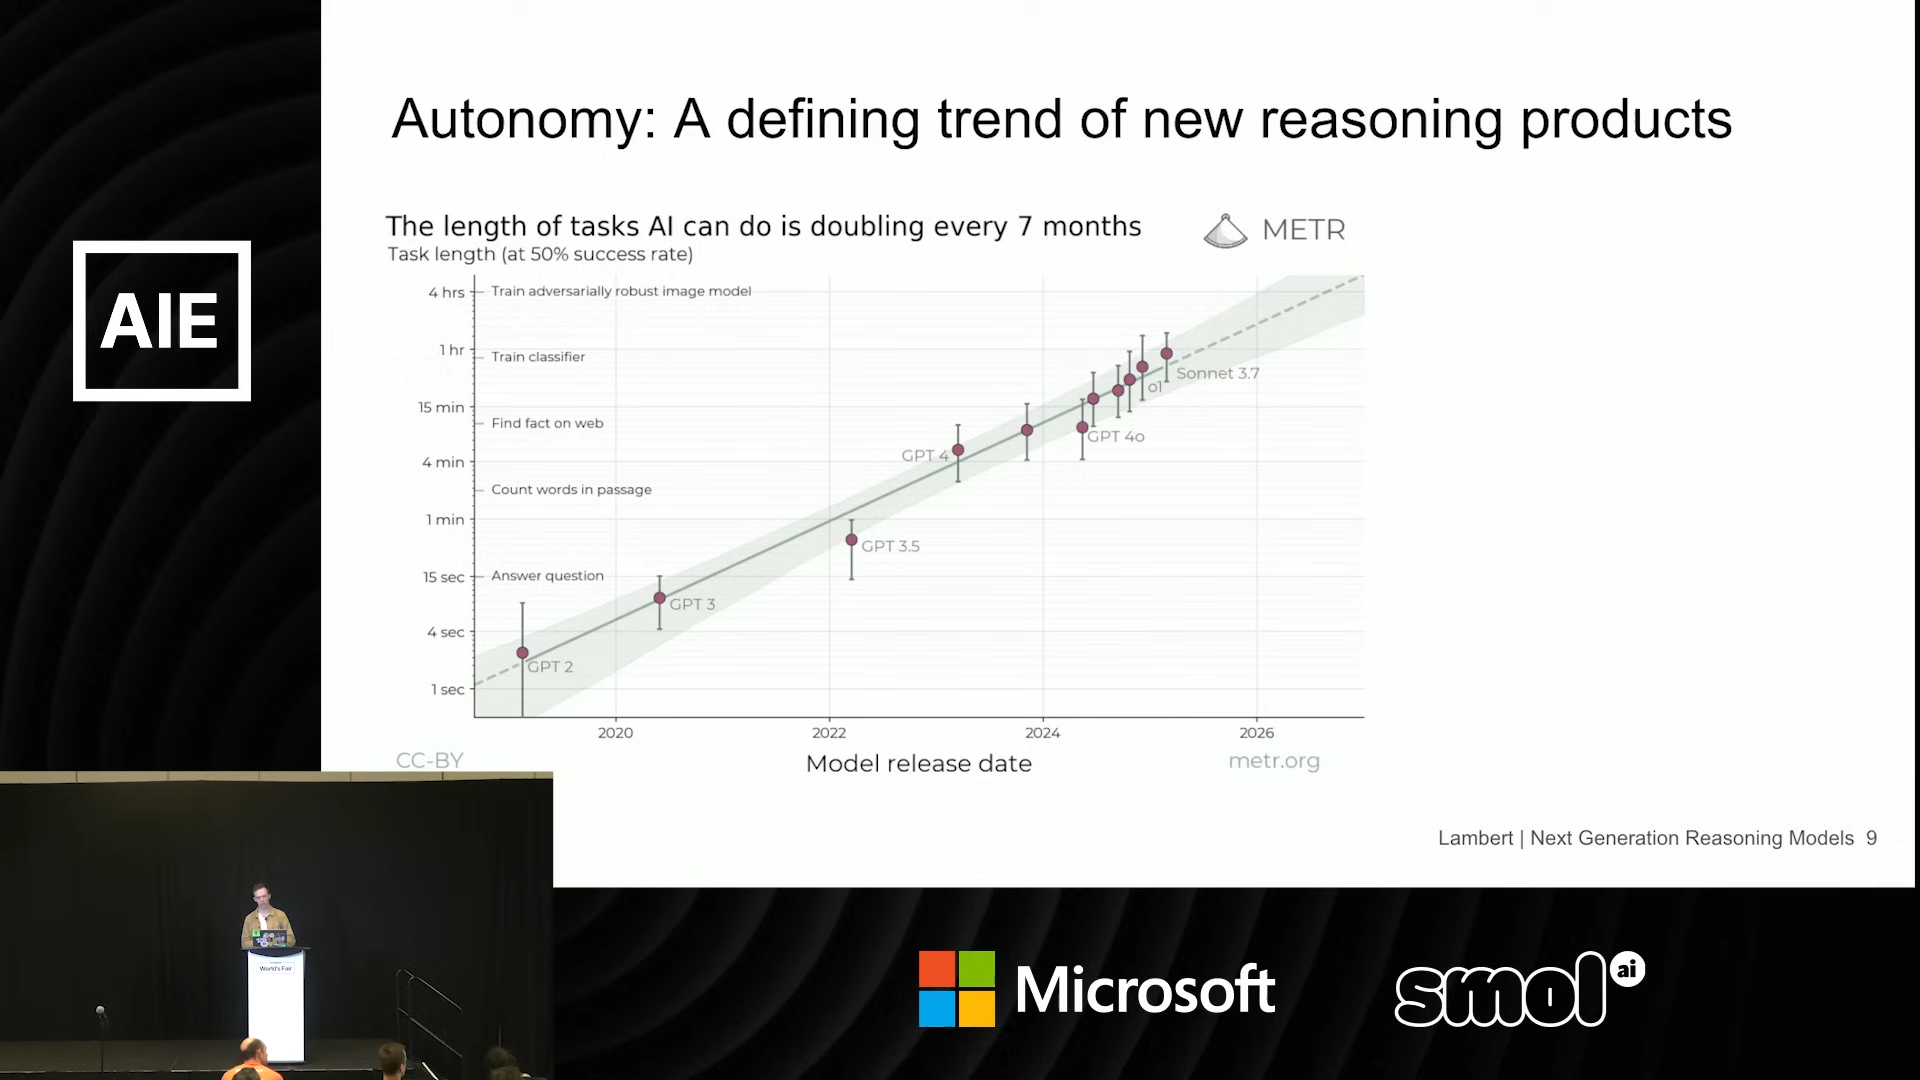 AIE
Autonomy: A defining trend of new reasoning products
The length of tasks AI can do is doubling every 7 months
METR
Task length (at 50% success rate)
4 hrs
Train adversarially robust image model
1 hr
Train classifier
15 min
Find fact on web
4 min
Count words in passage
1 min
15 sec
Answer question
4 sec
1 sec
GPT 2
GPT 3
GPT 3.5
GPT 4
GPT 4o
o1
Sonnet 3.7
2020
2022
2024
2026
CC-BY
Model release date
metr.org
Lambert | Next Generation Reasoning Models 9
World's Fair
Microsoft
smol ai